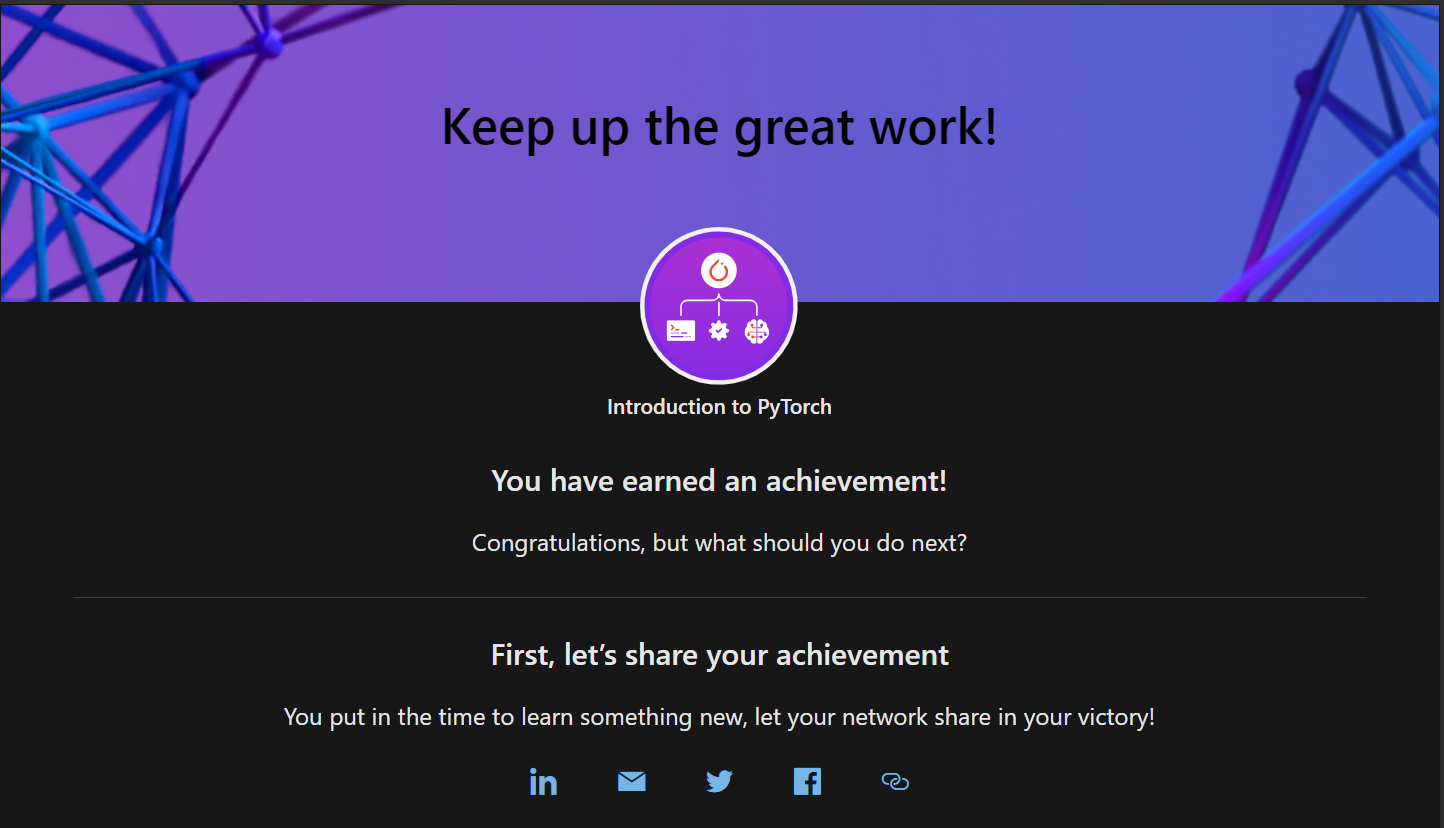 Keep up the great work!
Introduction to PyTorch
You have earned an achievement!
Congratulations, but what should you do next?
First, let’s share your achievement
You put in the time to learn something new, let your network share in your victory!